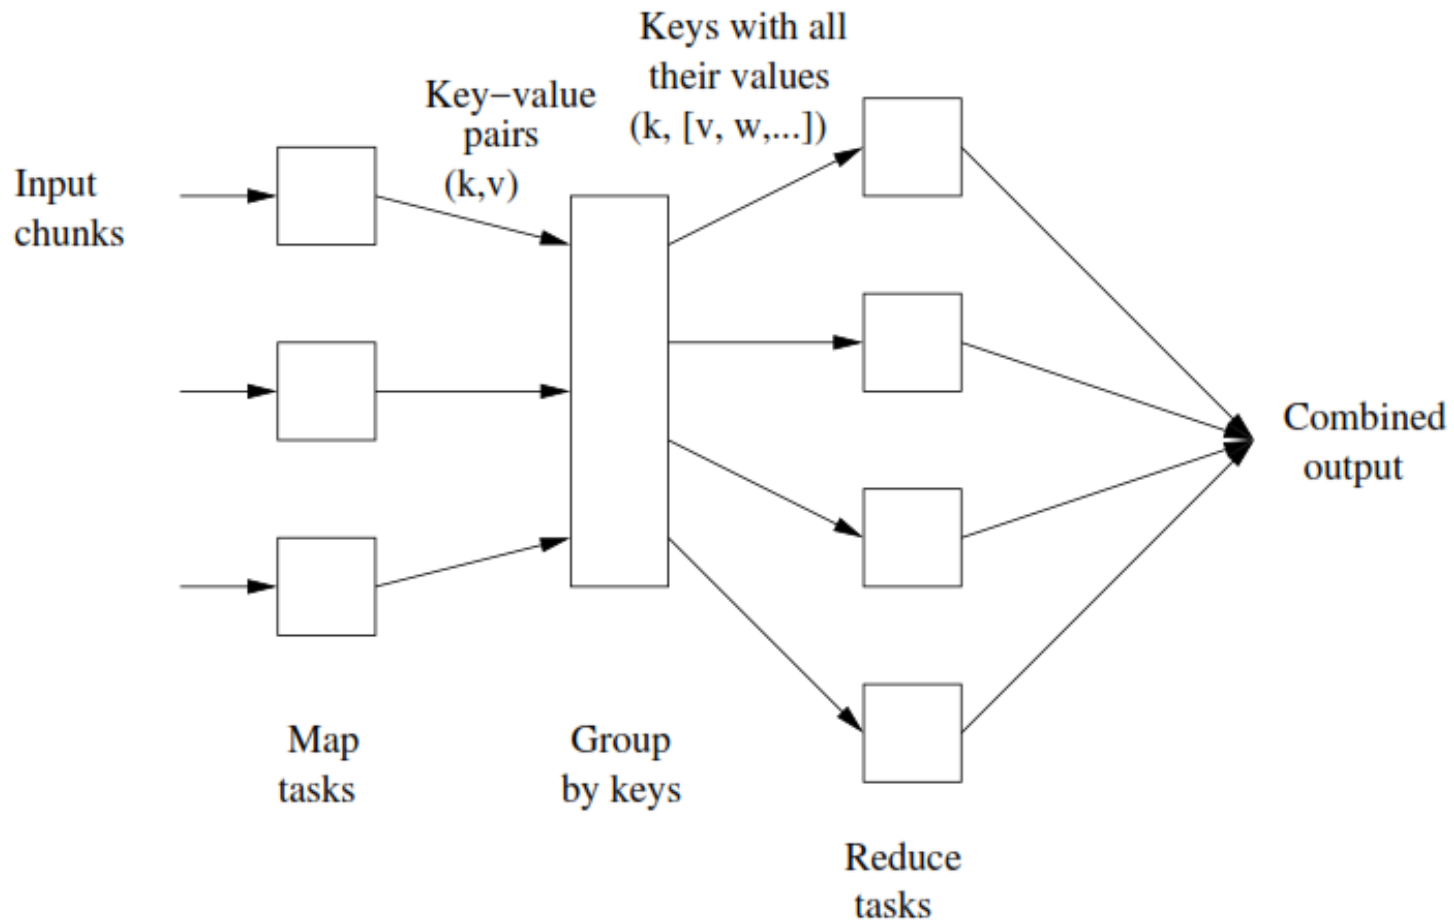 Input
chunks
Key−value
pairs
(k,v)
Keys with all
their values
(k, [v, w,...])
Combined
output
Map
tasks
Group
by keys
Reduce
tasks